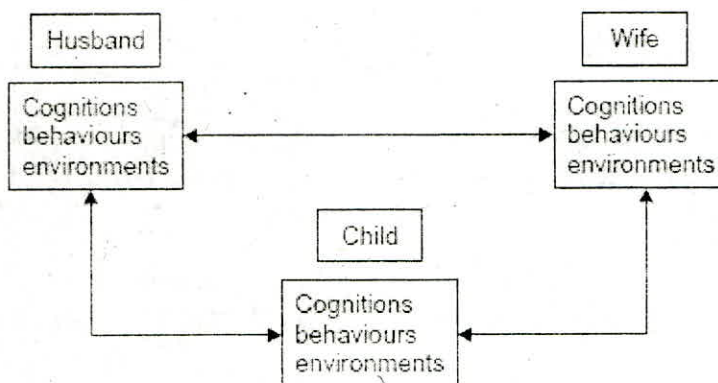 Husband
Wife
Cognitions
behaviours
environments
Cognitions
behaviours
environments
Child
Cognitions
behaviours
environments